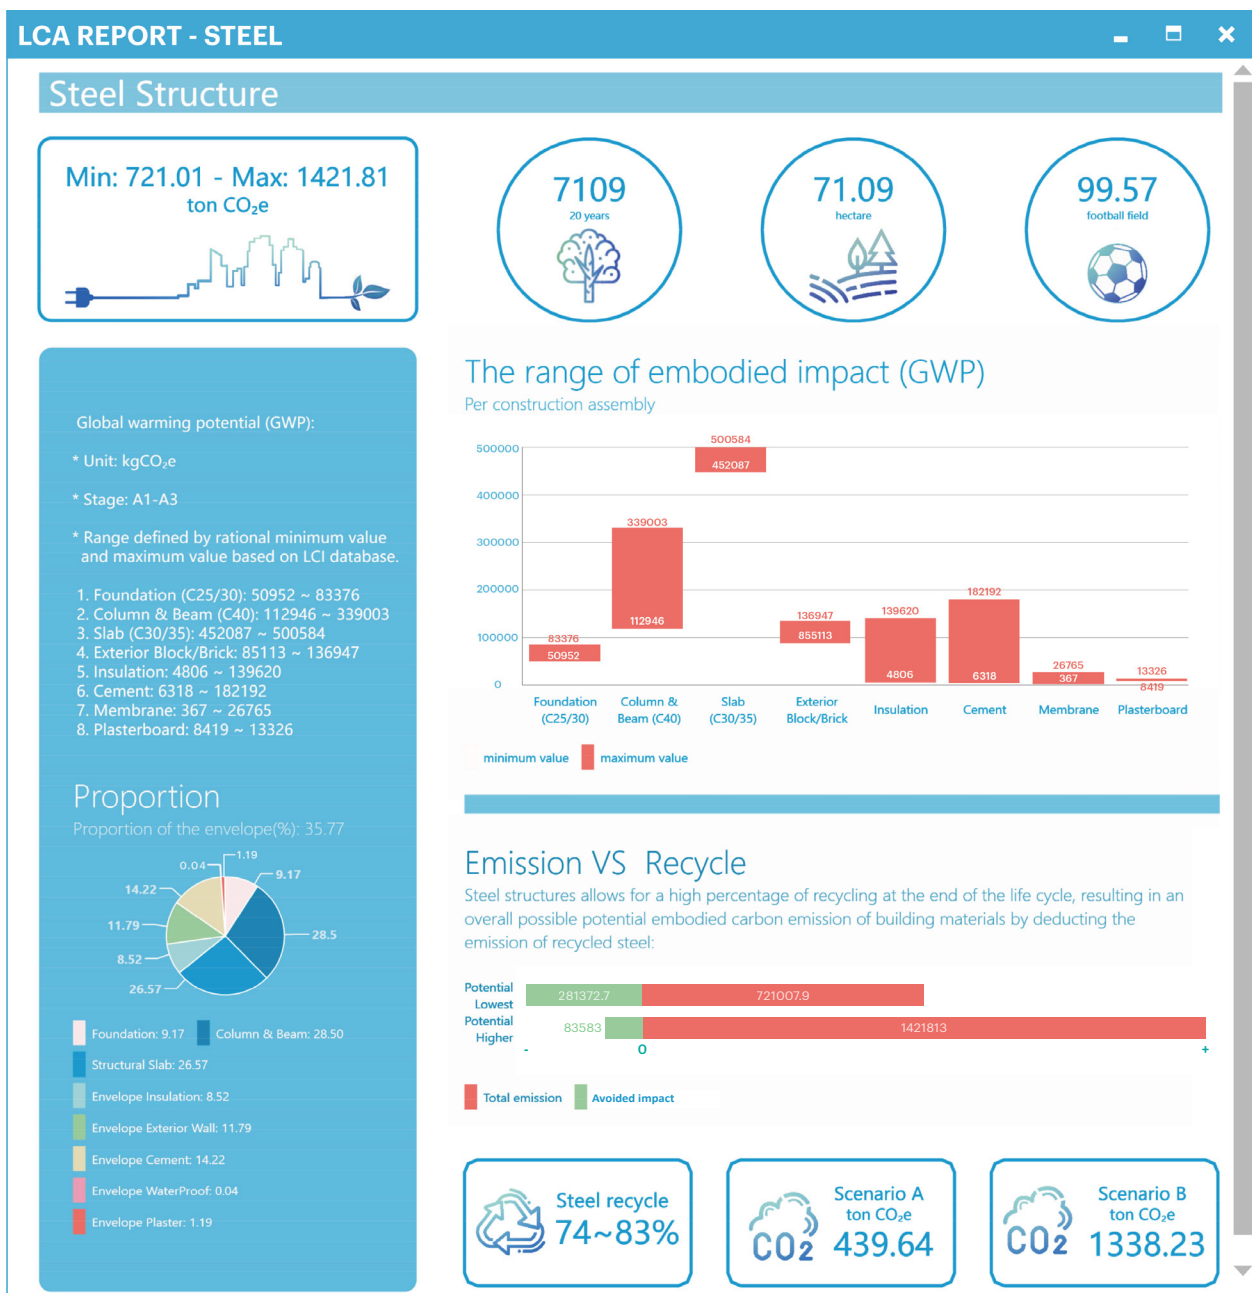 LCA REPORT - STEEL
Steel Structure
Min: 721.01 - Max: 1421.81
ton CO₂e
7109
20 years
71.09
hectare
99.57
football field
Global warming potential (GWP):
* Unit: kgCO₂e
* Stage: A1-A3
* Range defined by rational minimum value
and maximum value based on LCI database.
1. Foundation (C25/30): 50952 ~ 83376
2. Column & Beam (C40): 112946 ~ 339003
3. Slab (C30/35): 452087 ~ 500584
4. Exterior Block/Brick: 85113 ~ 136947
5. Insulation: 4806 ~ 139620
6. Cement: 6318 ~ 182192
7. Membrane: 367 ~ 26765
8. Plasterboard: 8419 ~ 13326
Proportion
Proportion of the envelope(%): 35.77
1.19
0.04
9.17
14.22
11.79
28.5
8.52
26.57
Foundation: 9.17
Column & Beam: 28.50
Structural Slab: 26.57
Envelope Insulation: 8.52
Envelope Exterior Wall: 11.79
Envelope Cement: 14.22
Envelope WaterProof: 0.04
Envelope Plaster: 1.19
The range of embodied impact (GWP)
Per construction assembly
500000
400000
300000
200000
100000
0
83376
50952
339003
112946
500584
452087
136947
855113
139620
4806
182192
6318
26765
367
13326
8419
Foundation
(C25/30)
Column &
Beam (C40)
Slab
(C30/35)
Exterior
Block/Brick
Insulation
Cement
Membrane
Plasterboard
minimum value
maximum value
Emission VS Recycle
Steel structures allows for a high percentage of recycling at the end of the life cycle, resulting in an
overall possible potential embodied carbon emission of building materials by deducting the
emission of recycled steel:
Potential
Lowest
281372.7
721007.9
Potential
Higher
83583
1421813
-
0
+
Total emission
Avoided impact
Steel recycle
74~83%
CO2
Scenario A
ton CO₂e
439.64
CO2
Scenario B
ton CO₂e
1338.23